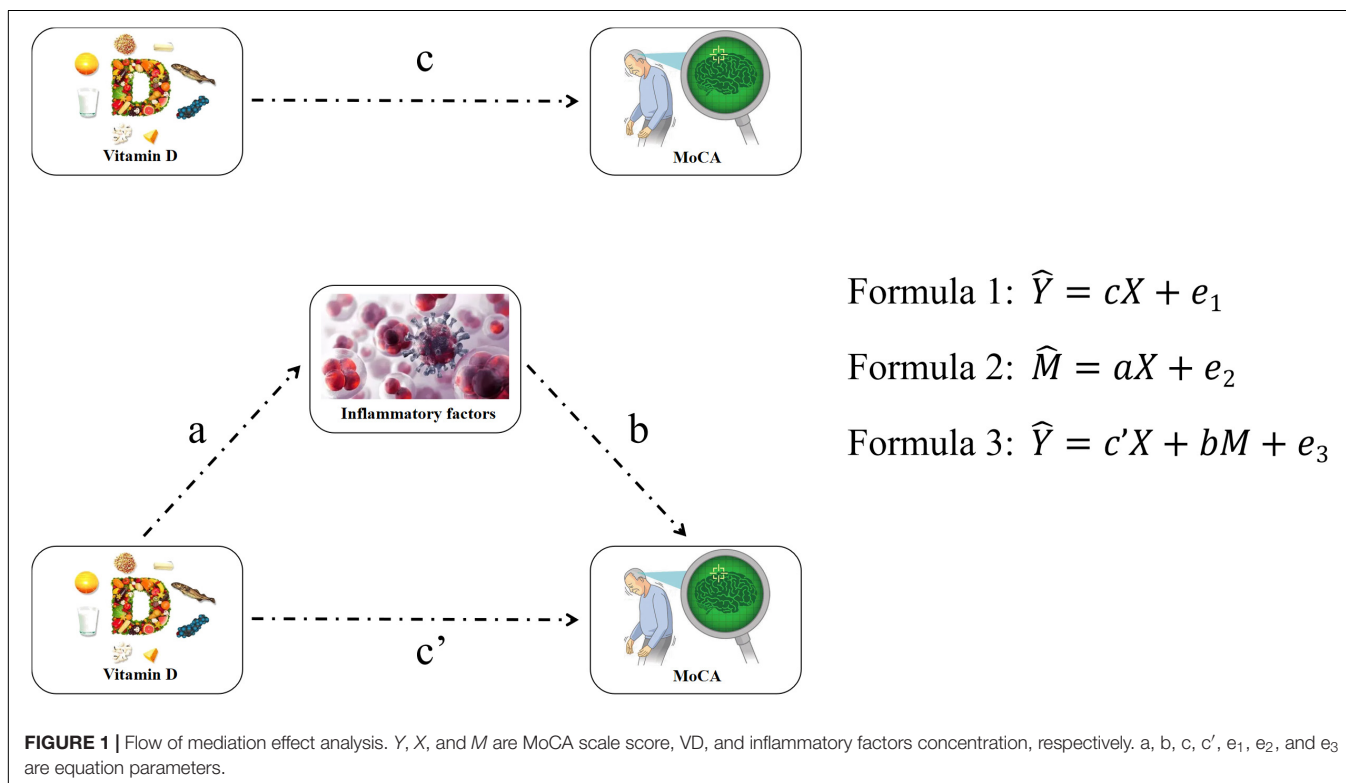 c
Vitamin D
MoCA
Inflammatory factors
a
b
Vitamin D
c’
MoCA
Formula 1: Ŷ = cX + e₁
Formula 2: M̂ = aX + e₂
Formula 3: Ŷ = c’X + bM + e₃
FIGURE 1 | Flow of mediation effect analysis. Y, X, and M are MoCA scale score, VD, and inflammatory factors concentration, respectively. a, b, c, c′, e₁, e₂, and e₃
are equation parameters.